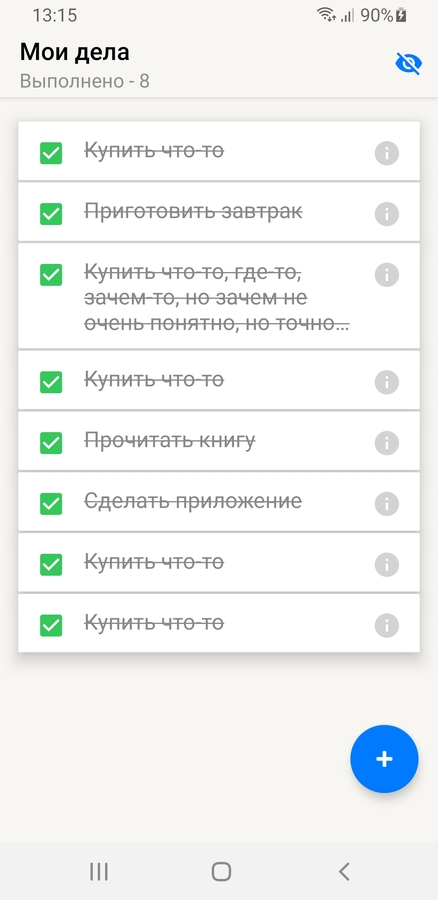 13:15
90%
Мои дела
Выполнено - 8
Купить что-то
Приготовить завтрак
Купить что-то, где-то,
зачем-то, но зачем не
очень понятно, но точно...
Купить что-то
Прочитать книгу
Сделать приложение
Купить что-то
Купить что-то